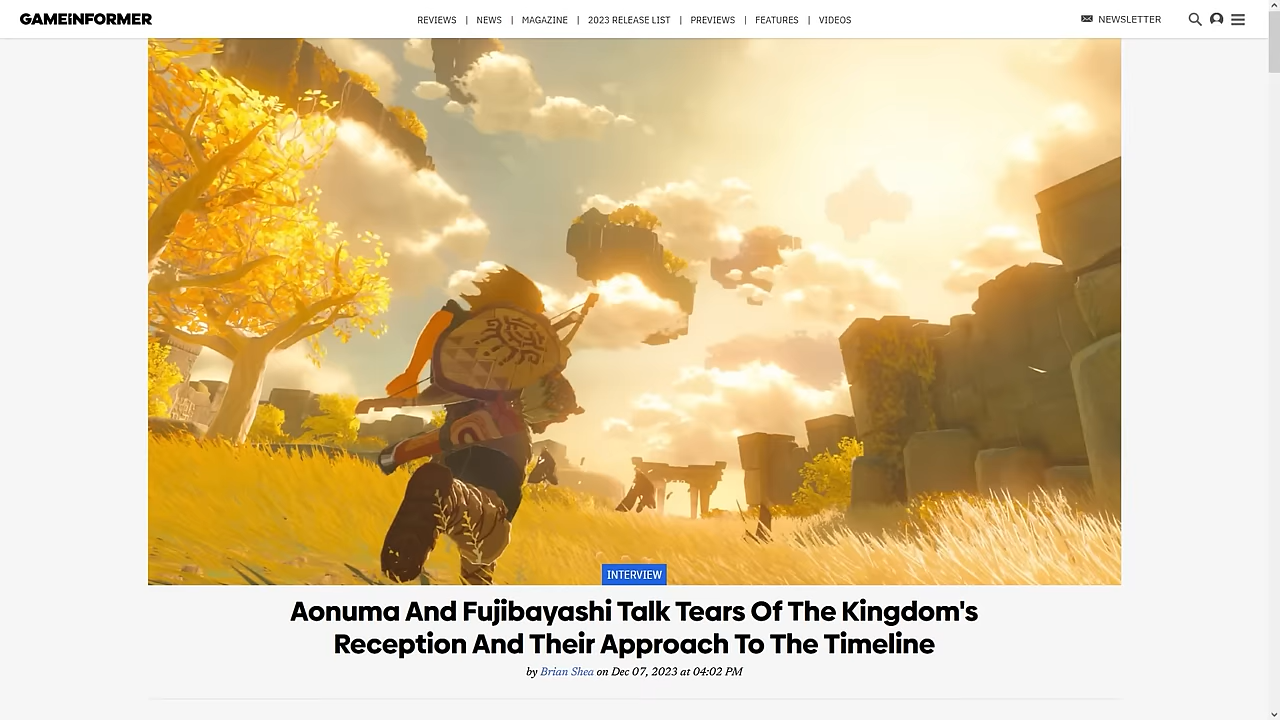 GAMEiNFORMER
REVIEWS | NEWS | MAGAZINE | 2023 RELEASE LIST | PREVIEWS | FEATURES | VIDEOS
NEWSLETTER
INTERVIEW
Aonuma And Fujibayashi Talk Tears Of The Kingdom's
Reception And Their Approach To The Timeline
by Brian Shea on Dec 07, 2023 at 04:02 PM